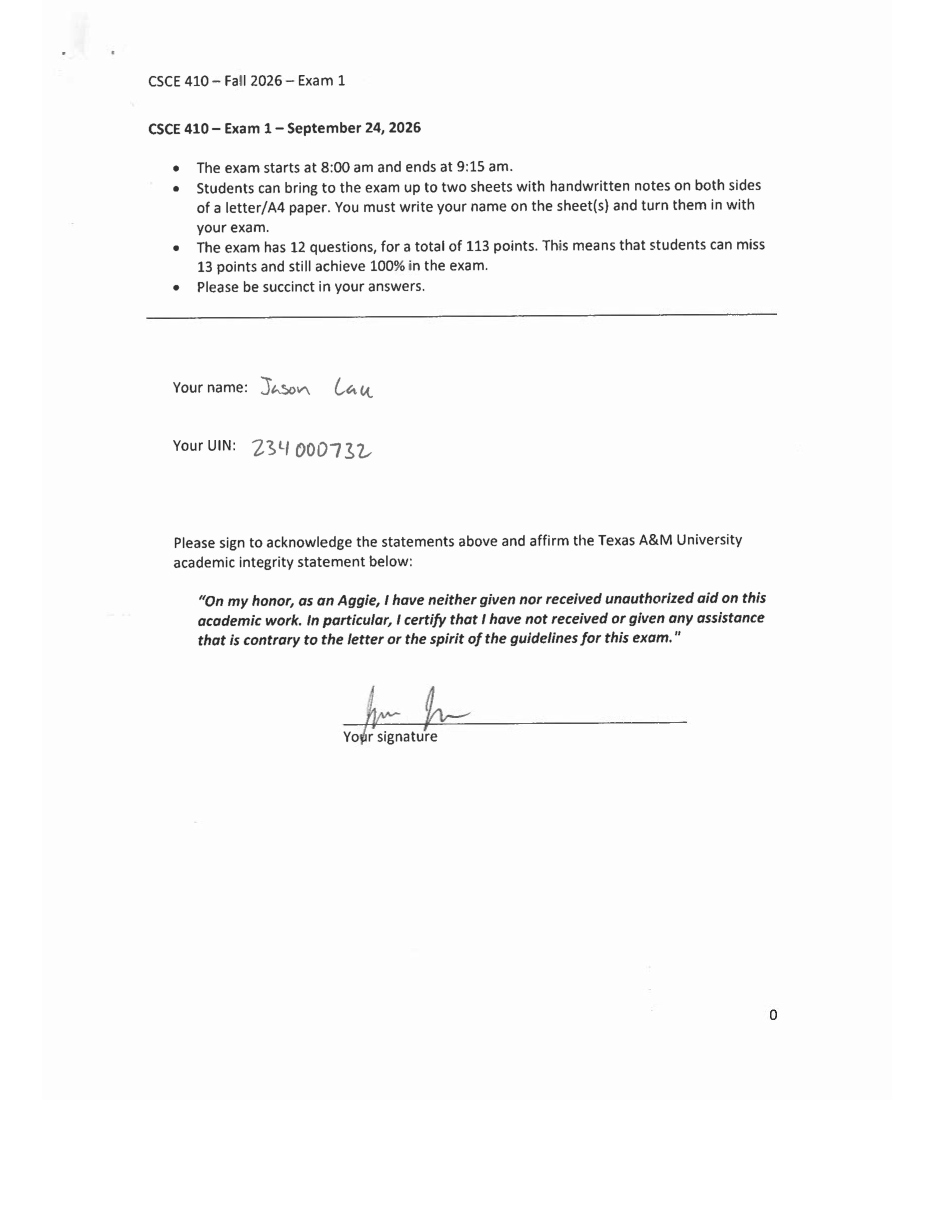 CSCE 410 – Fall 2026 – Exam 1
CSCE 410 – Exam 1 – September 24, 2026
• The exam starts at 8:00 am and ends at 9:15 am.
• Students can bring to the exam up to two sheets with handwritten notes on both sides
of a letter/A4 paper. You must write your name on the sheet(s) and turn them in with
your exam.
• The exam has 12 questions, for a total of 113 points. This means that students can miss
13 points and still achieve 100% in the exam.
• Please be succinct in your answers.
Your name: Jason Lau
Your UIN: 234000732
Please sign to acknowledge the statements above and affirm the Texas A&M University
academic integrity statement below:
"On my honor, as an Aggie, I have neither given nor received unauthorized aid on this
academic work. In particular, I certify that I have not received or given any assistance
that is contrary to the letter or the spirit of the guidelines for this exam."
Your signature
0